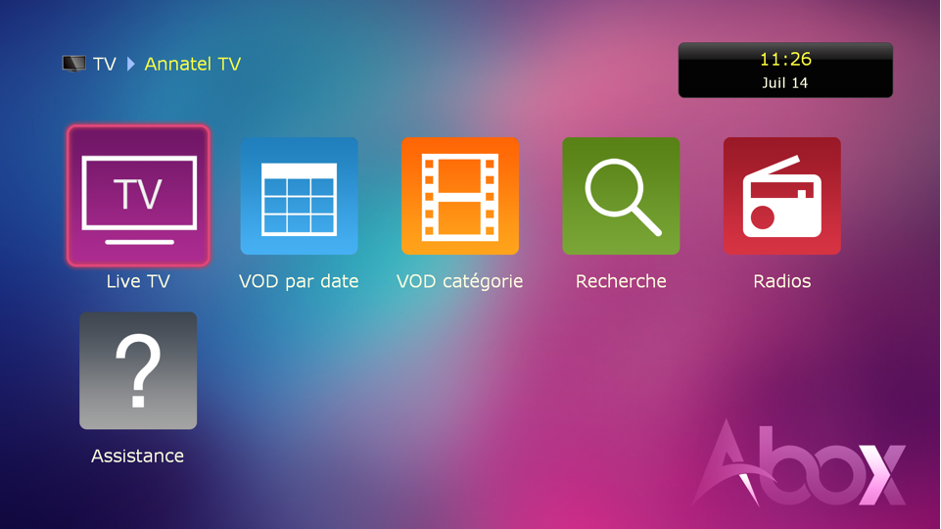 TV Annatel TV
11:26
Juil 14
TV
Live TV
VOD par date
VOD catégorie
Recherche
Radios
?
Assistance
Abox